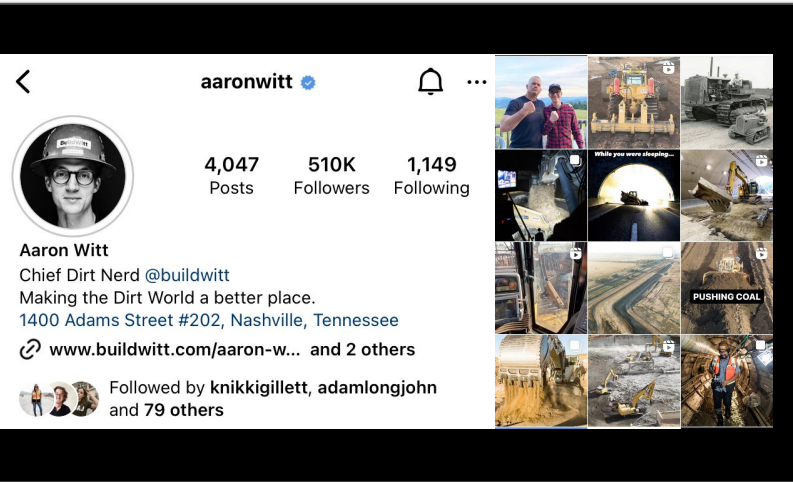 aaronwitt
4,047 510K 1,149
Posts Followers Following
BuildWitt
Aaron Witt
Chief Dirt Nerd @buildwitt
Making the Dirt World a better place.
1400 Adams Street #202, Nashville, Tennessee
www.buildwitt.com/aaron-w... and 2 others
Followed by knikkigillett, adamlongjohn
and 79 others
While you were sleeping...
PUSHING COAL